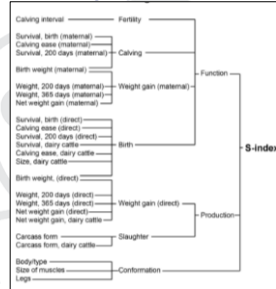 Calving interval Fertility
Survival, birth (maternal)
Calving ease (maternal)
Survival, 200 days (maternal) Calving
Birth weight (maternal)
Weight, 200 days (maternal) Weight gain (maternal)
Weight, 365 days (maternal)
Net weight gain (maternal)
Function
Survival, birth (direct)
Calving ease (direct)
Survival, 200 days (direct)
Survival, dairy cattle Birth
Calving ease, dairy cattle
Size, dairy cattle
S-index
Birth weight, (direct)
Weight, 200 days (direct)
Weight, 365 days (direct) Weight gain (direct)
Net weight gain (direct)
Net weight gain, dairy cattle
Production
Carcass form Slaughter
Carcass form, dairy cattle
Body/type
Size of muscles Conformation
Legs